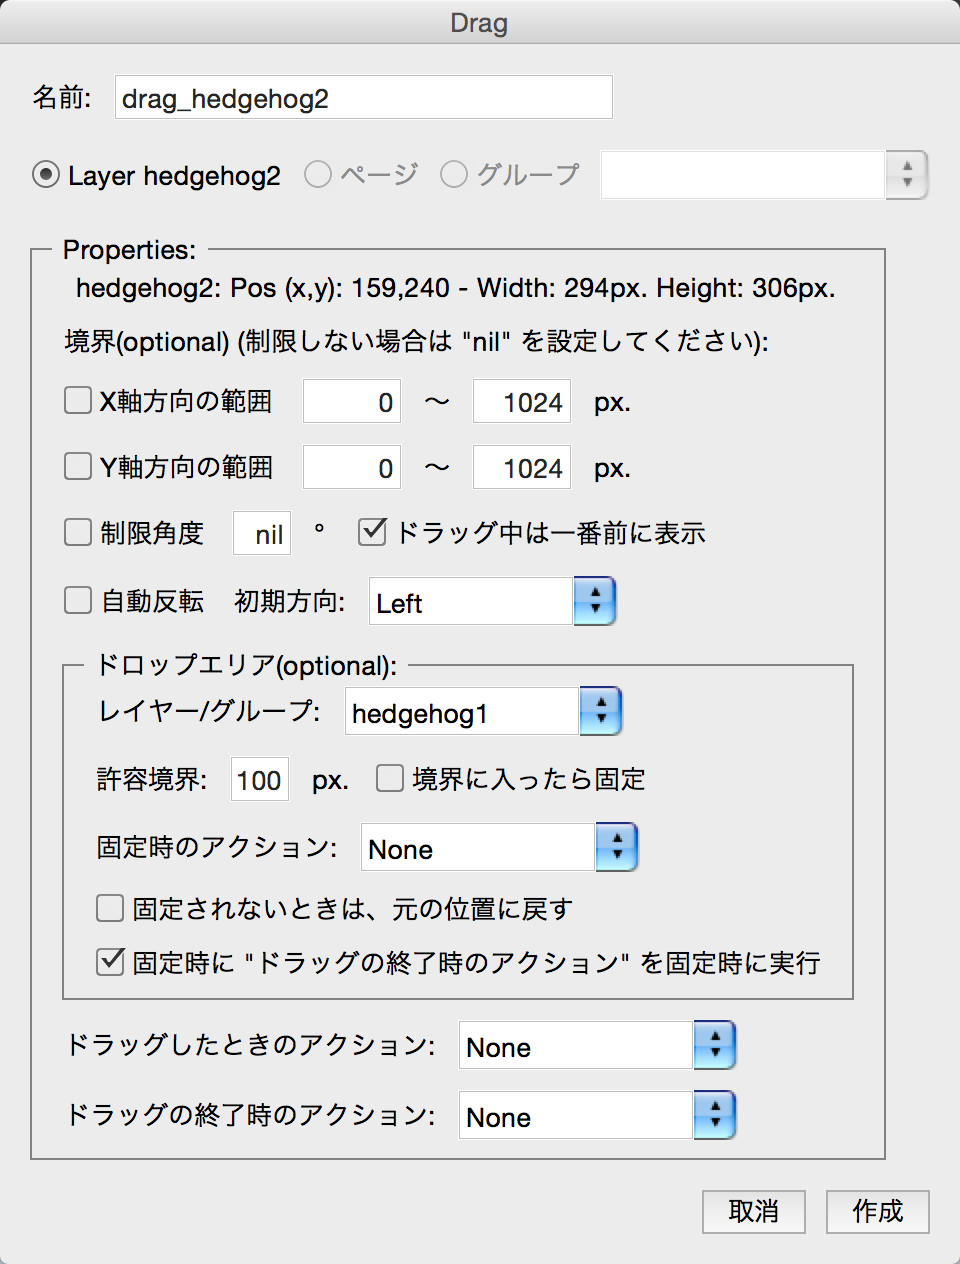 Drag
名前: drag_hedgehog2
Layer hedgehog2 ページ グループ
Properties:
hedgehog2: Pos (x,y): 159,240 - Width: 294px. Height: 306px.
境界(optional) (制限しない場合は "nil" を設定してください):
X軸方向の範囲 0 〜 1024 px.
Y軸方向の範囲 0 〜 1024 px.
制限角度 nil ° ドラッグ中は一番前に表示
自動反転 初期方向: Left
ドロップエリア(optional):
レイヤー/グループ: hedgehog1
許容境界: 100 px. 境界に入ったら固定
固定時のアクション: None
固定されないときは、元の位置に戻す
固定時に "ドラッグの終了時のアクション" を固定時に実行
ドラッグしたときのアクション: None
ドラッグの終了時のアクション: None
取消 作成